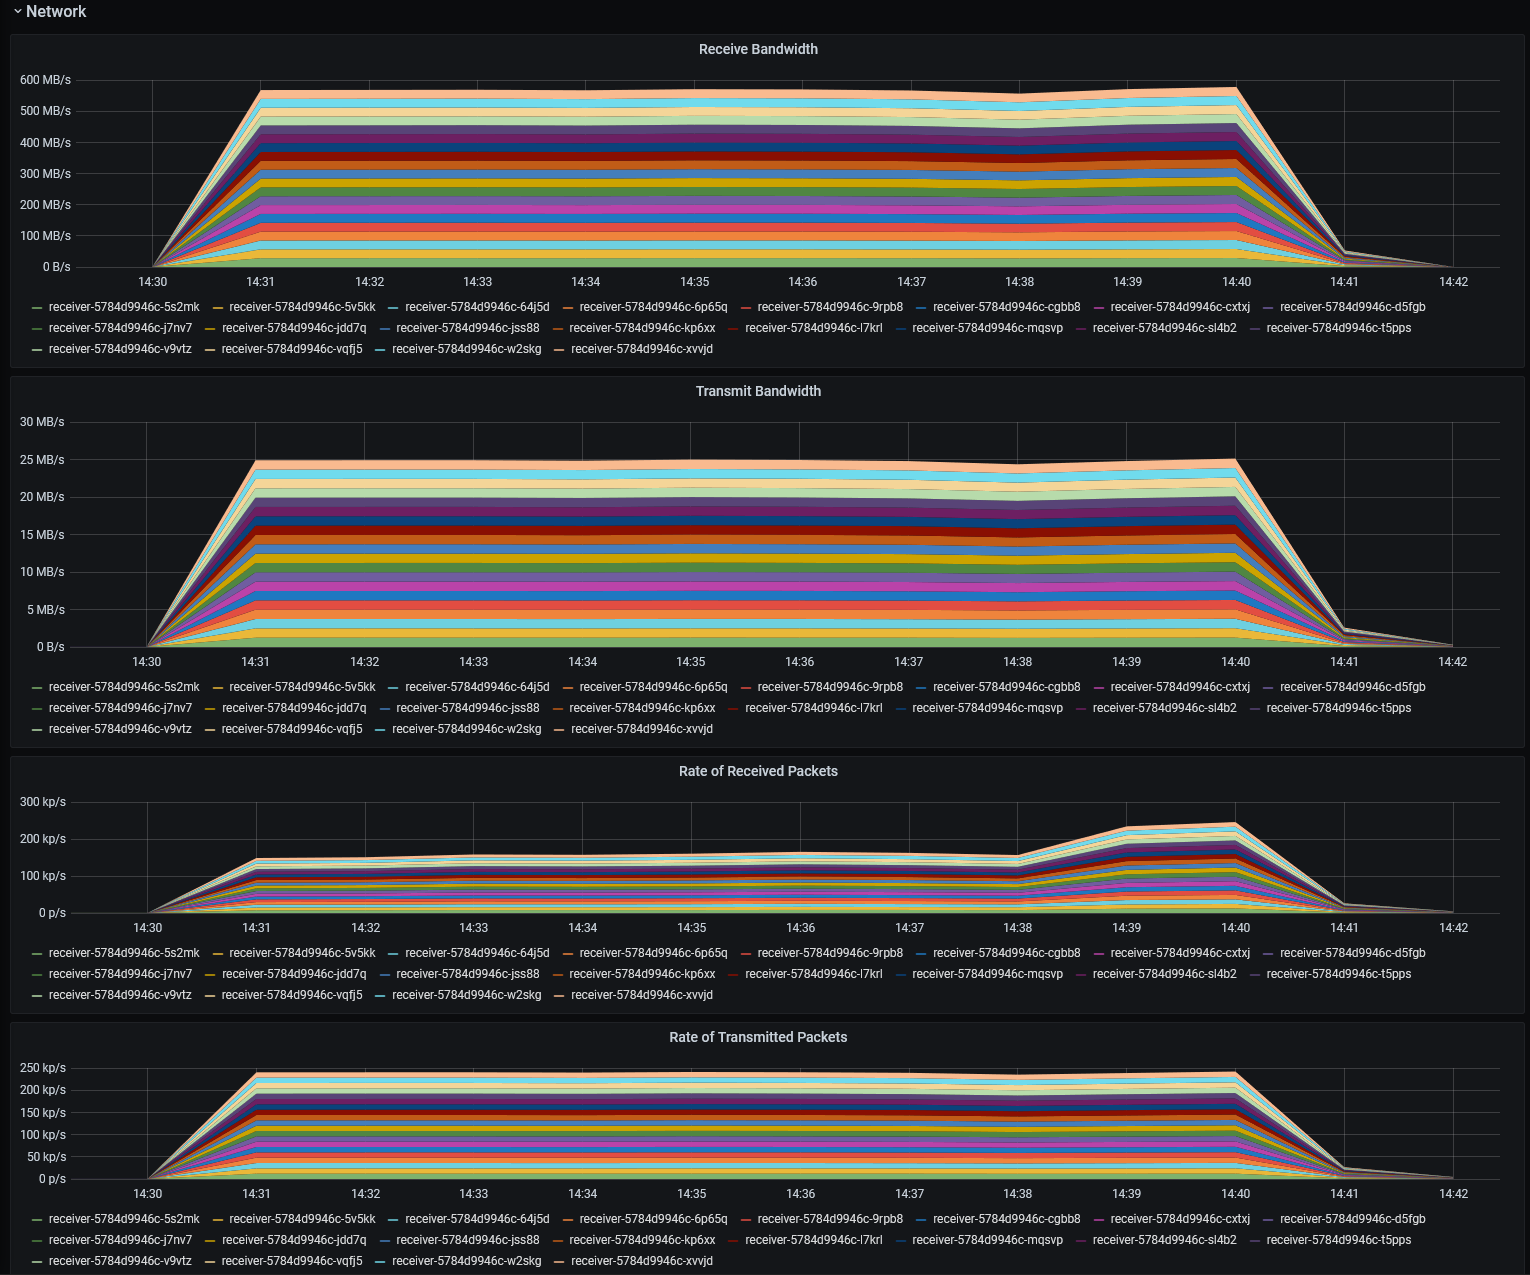 Network
Receive Bandwidth
600 MB/s
500 MB/s
400 MB/s
300 MB/s
200 MB/s
100 MB/s
0 B/s
14:30 14:31 14:32 14:33 14:34 14:35 14:36 14:37 14:38 14:39 14:40 14:41 14:42
receiver-5784d9946c-5s2mk receiver-5784d9946c-5v5kk receiver-5784d9946c-64j5d receiver-5784d9946c-6p65q receiver-5784d9946c-9rpb8 receiver-5784d9946c-cgbb8 receiver-5784d9946c-cxtxj receiver-5784d9946c-d5fgb
receiver-5784d9946c-j7nv7 receiver-5784d9946c-jdd7q receiver-5784d9946c-jss88 receiver-5784d9946c-kp6xx receiver-5784d9946c-l7krl receiver-5784d9946c-mqsvp receiver-5784d9946c-sl4b2 receiver-5784d9946c-t5pps
receiver-5784d9946c-v9vtz receiver-5784d9946c-vqfj5 receiver-5784d9946c-w2skg receiver-5784d9946c-xvvjd
Transmit Bandwidth
30 MB/s
25 MB/s
20 MB/s
15 MB/s
10 MB/s
5 MB/s
0 B/s
14:30 14:31 14:32 14:33 14:34 14:35 14:36 14:37 14:38 14:39 14:40 14:41 14:42
receiver-5784d9946c-5s2mk receiver-5784d9946c-5v5kk receiver-5784d9946c-64j5d receiver-5784d9946c-6p65q receiver-5784d9946c-9rpb8 receiver-5784d9946c-cgbb8 receiver-5784d9946c-cxtxj receiver-5784d9946c-d5fgb
receiver-5784d9946c-j7nv7 receiver-5784d9946c-jdd7q receiver-5784d9946c-jss88 receiver-5784d9946c-kp6xx receiver-5784d9946c-l7krl receiver-5784d9946c-mqsvp receiver-5784d9946c-sl4b2 receiver-5784d9946c-t5pps
receiver-5784d9946c-v9vtz receiver-5784d9946c-vqfj5 receiver-5784d9946c-w2skg receiver-5784d9946c-xvvjd
Rate of Received Packets
300 kp/s
200 kp/s
100 kp/s
0 p/s
14:30 14:31 14:32 14:33 14:34 14:35 14:36 14:37 14:38 14:39 14:40 14:41 14:42
receiver-5784d9946c-5s2mk receiver-5784d9946c-5v5kk receiver-5784d9946c-64j5d receiver-5784d9946c-6p65q receiver-5784d9946c-9rpb8 receiver-5784d9946c-cgbb8 receiver-5784d9946c-cxtxj receiver-5784d9946c-d5fgb
receiver-5784d9946c-j7nv7 receiver-5784d9946c-jdd7q receiver-5784d9946c-jss88 receiver-5784d9946c-kp6xx receiver-5784d9946c-l7krl receiver-5784d9946c-mqsvp receiver-5784d9946c-sl4b2 receiver-5784d9946c-t5pps
receiver-5784d9946c-v9vtz receiver-5784d9946c-vqfj5 receiver-5784d9946c-w2skg receiver-5784d9946c-xvvjd
Rate of Transmitted Packets
250 kp/s
200 kp/s
150 kp/s
100 kp/s
50 kp/s
0 p/s
14:30 14:31 14:32 14:33 14:34 14:35 14:36 14:37 14:38 14:39 14:40 14:41 14:42
receiver-5784d9946c-5s2mk receiver-5784d9946c-5v5kk receiver-5784d9946c-64j5d receiver-5784d9946c-6p65q receiver-5784d9946c-9rpb8 receiver-5784d9946c-cgbb8 receiver-5784d9946c-cxtxj receiver-5784d9946c-d5fgb
receiver-5784d9946c-j7nv7 receiver-5784d9946c-jdd7q receiver-5784d9946c-jss88 receiver-5784d9946c-kp6xx receiver-5784d9946c-l7krl receiver-5784d9946c-mqsvp receiver-5784d9946c-sl4b2 receiver-5784d9946c-t5pps
receiver-5784d9946c-v9vtz receiver-5784d9946c-vqfj5 receiver-5784d9946c-w2skg receiver-5784d9946c-xvvjd